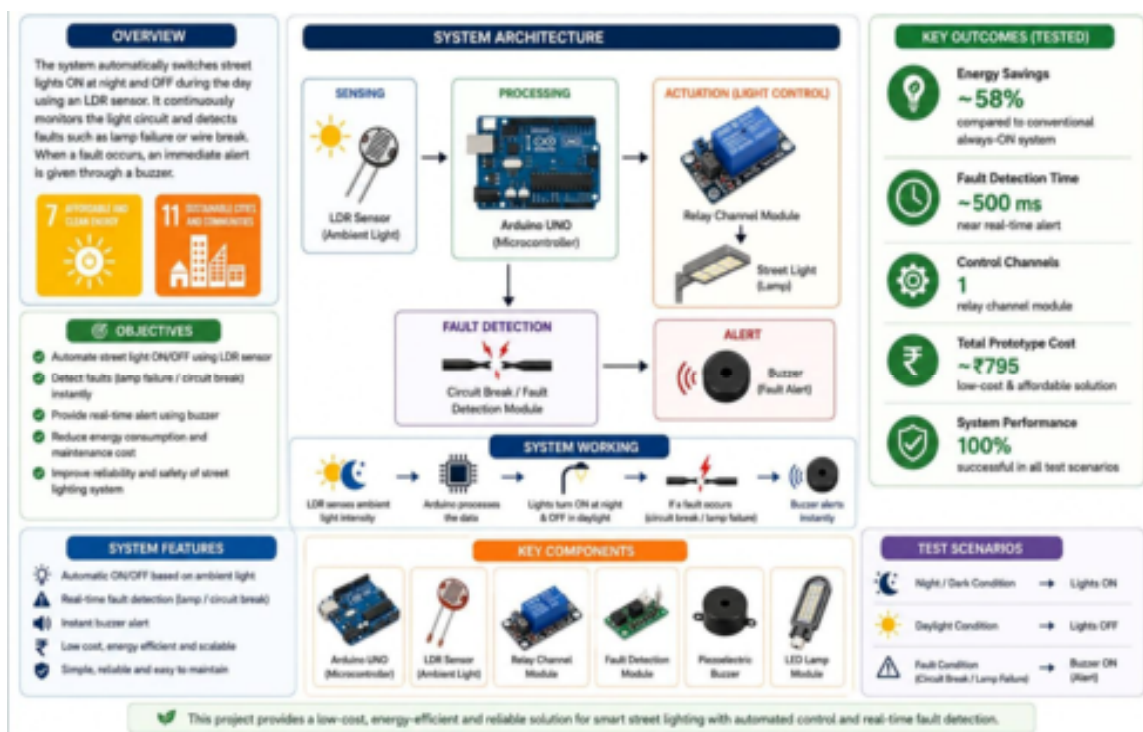 OVERVIEW
The system automatically switches street
lights ON at night and OFF during the day
using an LDR sensor. It continuously
monitors the light circuit and detects
faults such as lamp failure or wire break.
When a fault occurs, an immediate alert
is given through a buzzer.
7 AFFORDABLE AND
CLEAN ENERGY
11 SUSTAINABLE CITIES
AND COMMUNITIES
OBJECTIVES
Automate street light ON/OFF using LDR sensor
Detect faults (lamp failure / circuit break)
instantly
Provide real-time alert using buzzer
Reduce energy consumption and
maintenance cost
Improve reliability and safety of street
lighting system
SYSTEM FEATURES
Automatic ON/OFF based on ambient light
Real-time fault detection (lamp / circuit break)
Instant buzzer alert
₹ Low cost, energy efficient and scalable
Simple, reliable and easy to maintain
SYSTEM ARCHITECTURE
SENSING
LDR Sensor
(Ambient Light)
PROCESSING
Arduino UNO
(Microcontroller)
ACTUATION (LIGHT CONTROL)
Relay Channel Module
Street Light
(Lamp)
FAULT DETECTION
Circuit Break / Fault
Detection Module
ALERT
Buzzer
(Fault Alert)
SYSTEM WORKING
LDR senses ambient
light intensity
Arduino processes
the data
Lights turn ON at night
& OFF in daylight
If a fault occurs
(circuit break / lamp failure)
Buzzer alerts
instantly
KEY COMPONENTS
Arduino UNO
(Microcontroller)
LDR Sensor
(Ambient Light)
Relay Channel
Module
Fault Detection
Module
Piezoelectric
Buzzer
LED Lamp
Module
KEY OUTCOMES (TESTED)
Energy Savings
~58%
compared to conventional
always-ON system
Fault Detection Time
~500 ms
near real-time alert
Control Channels
1
relay channel module
₹
Total Prototype Cost
~₹795
low-cost & affordable solution
System Performance
100%
successful in all test scenarios
TEST SCENARIOS
Night / Dark Condition → Lights ON
Daylight Condition → Lights OFF
Fault Condition
(Circuit Break / Lamp Failure) → Buzzer ON
(Alert)
This project provides a low-cost, energy-efficient and reliable solution for smart street lighting with automated control and real-time fault detection.